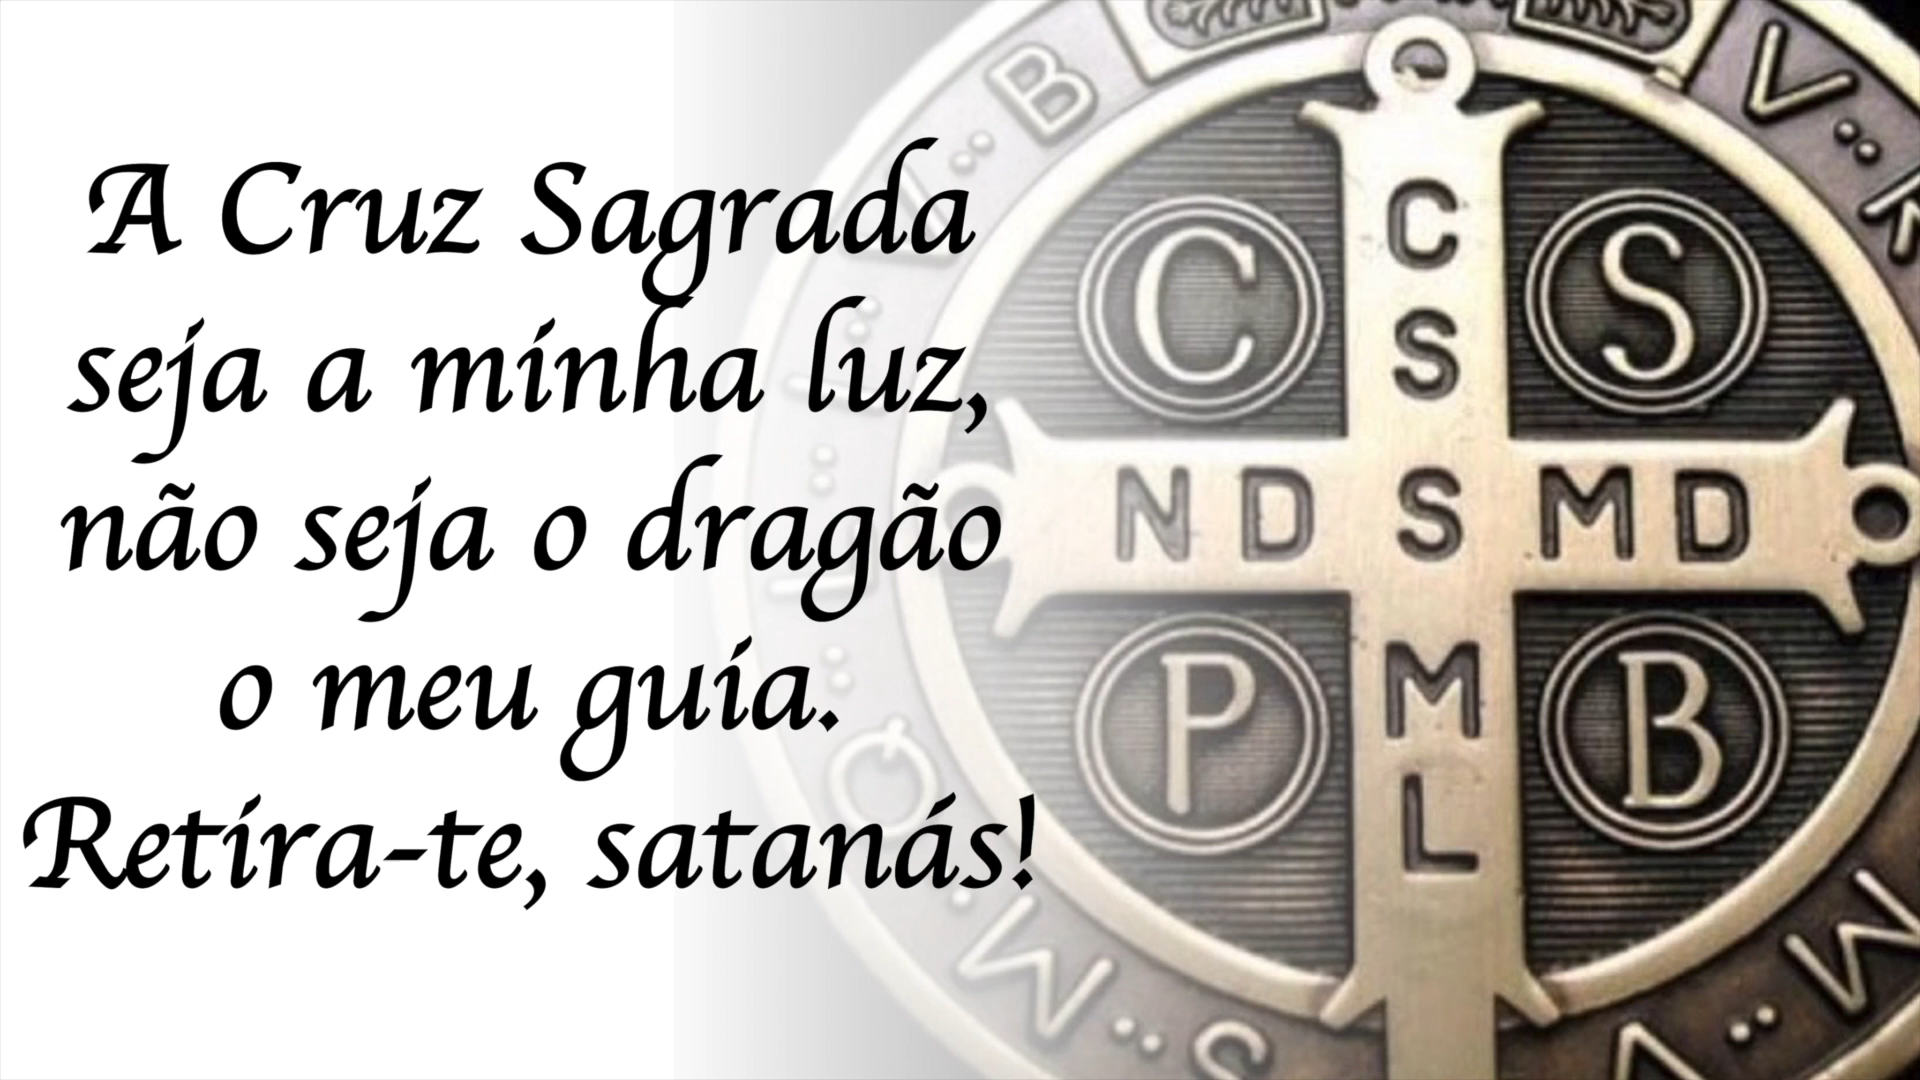 A Cruz Sagrada
seja a minha luz,
não seja o dragão
o meu guia.
Retira-te, satanás!
V B
V R
C
S
C
S
N D S M D
M
L
P
B
Q
M
S
V
M